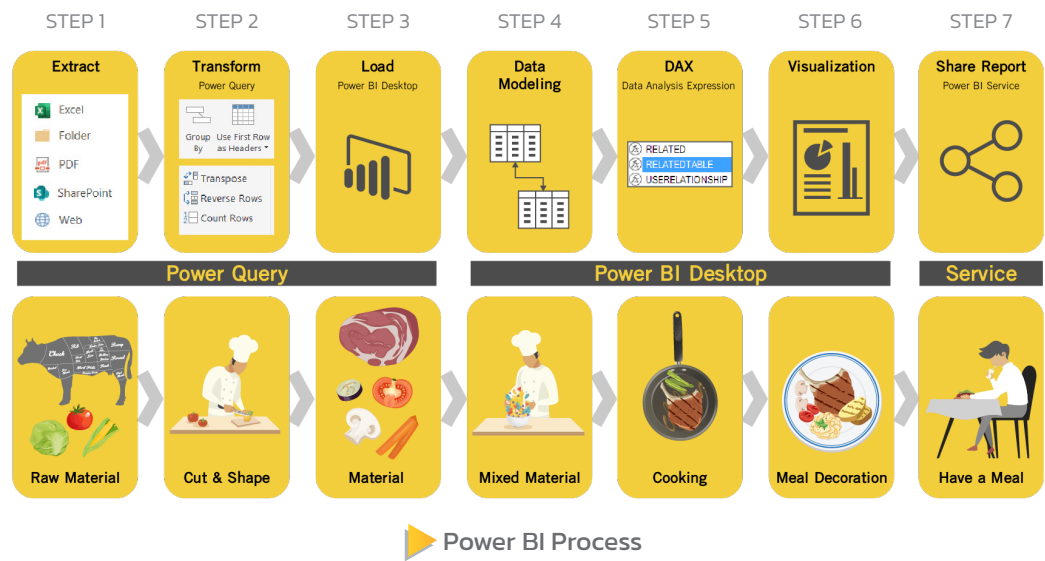 STEP 1
STEP 2
STEP 3
STEP 4
STEP 5
STEP 6
STEP 7
Extract
Excel
Folder
PDF
SharePoint
Web
Transform
Power Query
Group
By
Use First Row
as Headers
Transpose
Reverse Rows
Count Rows
Load
Power BI Desktop
Data
Modeling
DAX
Data Analysis Expression
RELATED
RELATEDTABLE
USERELATIONSHIP
Visualization
Share Report
Power BI Service
Power Query
Power BI Desktop
Service
Chuck
Raw Material
Cut & Shape
Material
Mixed Material
Cooking
Meal Decoration
Have a Meal
Power BI Process